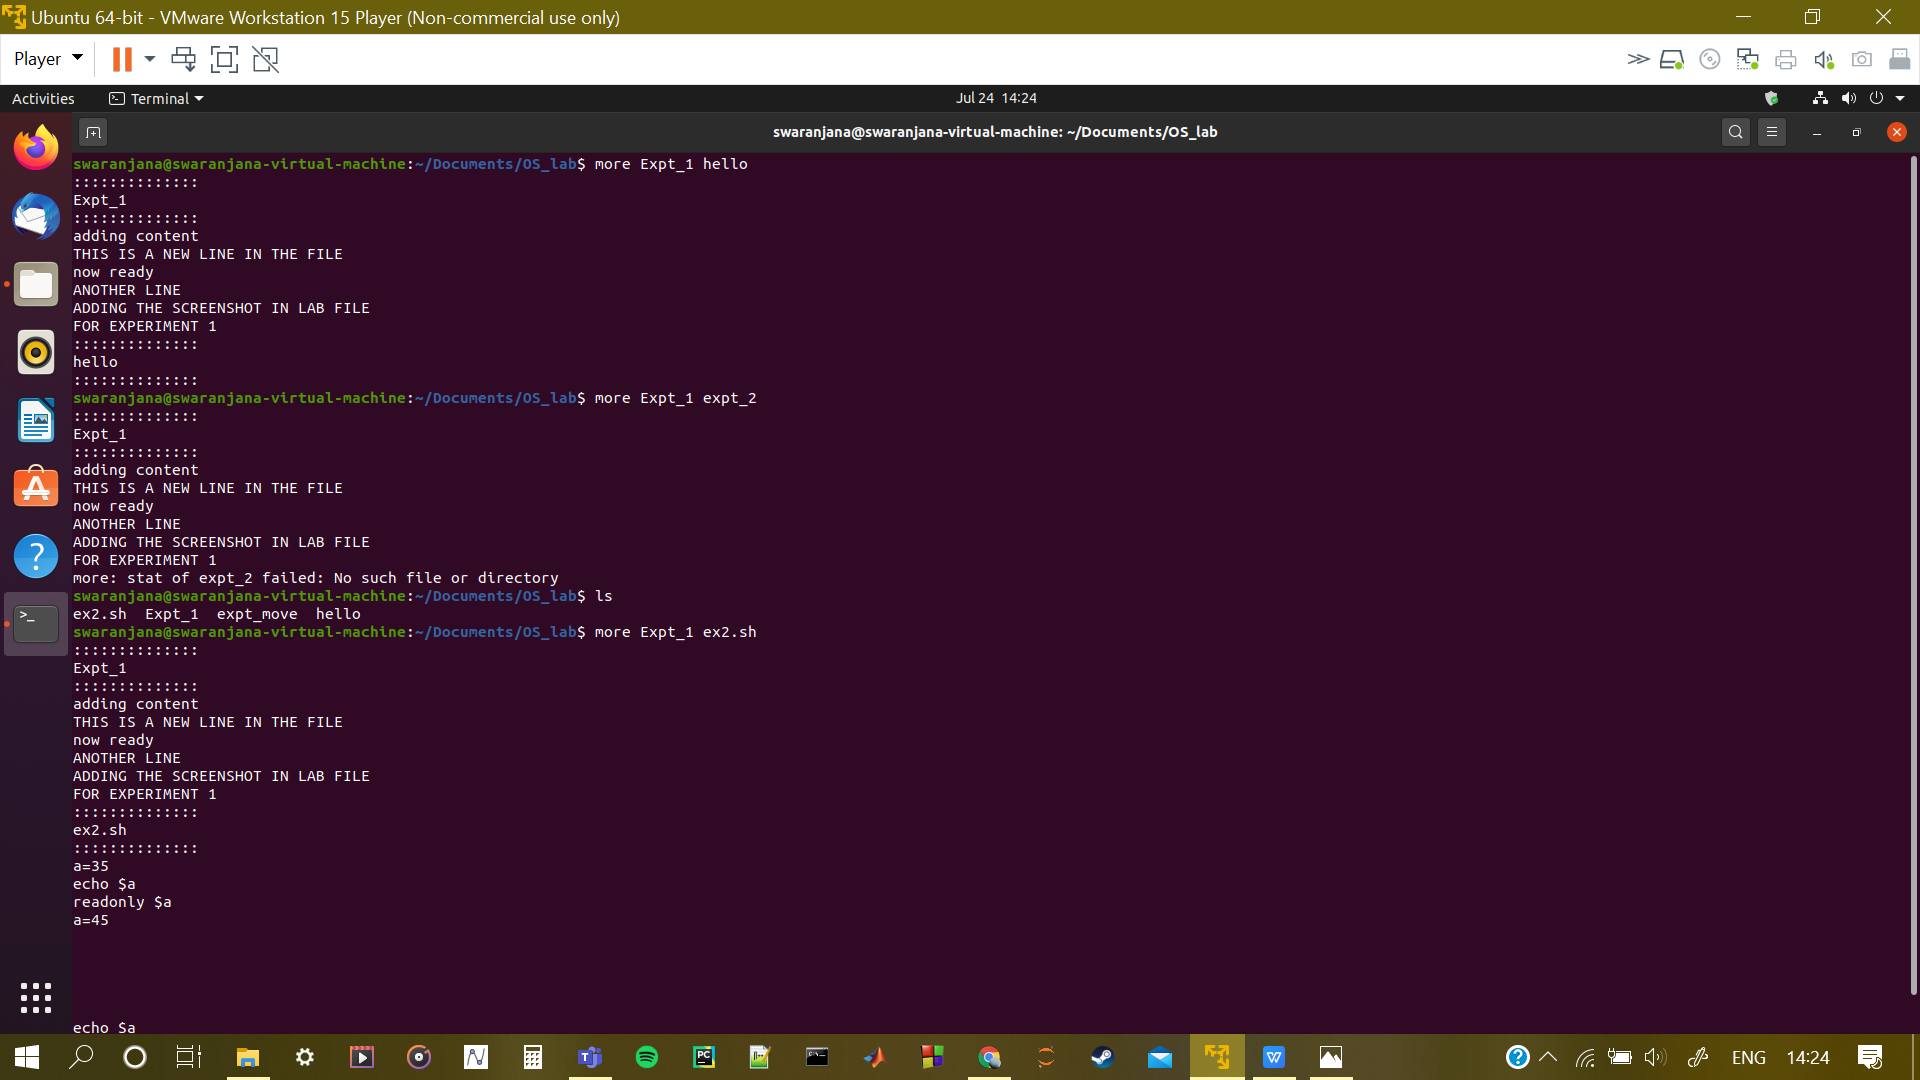 Ubuntu 64-bit - VMware Workstation 15 Player (Non-commercial use only)
Player
Activities
Terminal
Jul 24 14:24
swaranjana@swaranjana-virtual-machine: ~/Documents/OS_lab
swaranjana@swaranjana-virtual-machine:~/Documents/OS_lab$ more Expt_1 hello
::::::::::::::
Expt_1
::::::::::::::
adding content
THIS IS A NEW LINE IN THE FILE
now ready
ANOTHER LINE
ADDING THE SCREENSHOT IN LAB FILE
FOR EXPERIMENT 1
::::::::::::::
hello
::::::::::::::
swaranjana@swaranjana-virtual-machine:~/Documents/OS_lab$ more Expt_1 expt_2
::::::::::::::
Expt_1
::::::::::::::
adding content
THIS IS A NEW LINE IN THE FILE
now ready
ANOTHER LINE
ADDING THE SCREENSHOT IN LAB FILE
FOR EXPERIMENT 1
more: stat of expt_2 failed: No such file or directory
swaranjana@swaranjana-virtual-machine:~/Documents/OS_lab$ ls
ex2.sh  Expt_1  expt_move  hello
swaranjana@swaranjana-virtual-machine:~/Documents/OS_lab$ more Expt_1 ex2.sh
::::::::::::::
Expt_1
::::::::::::::
adding content
THIS IS A NEW LINE IN THE FILE
now ready
ANOTHER LINE
ADDING THE SCREENSHOT IN LAB FILE
FOR EXPERIMENT 1
::::::::::::::
ex2.sh
::::::::::::::
a=35
echo $a
readonly $a
a=45
echo $a
ENG
14:24